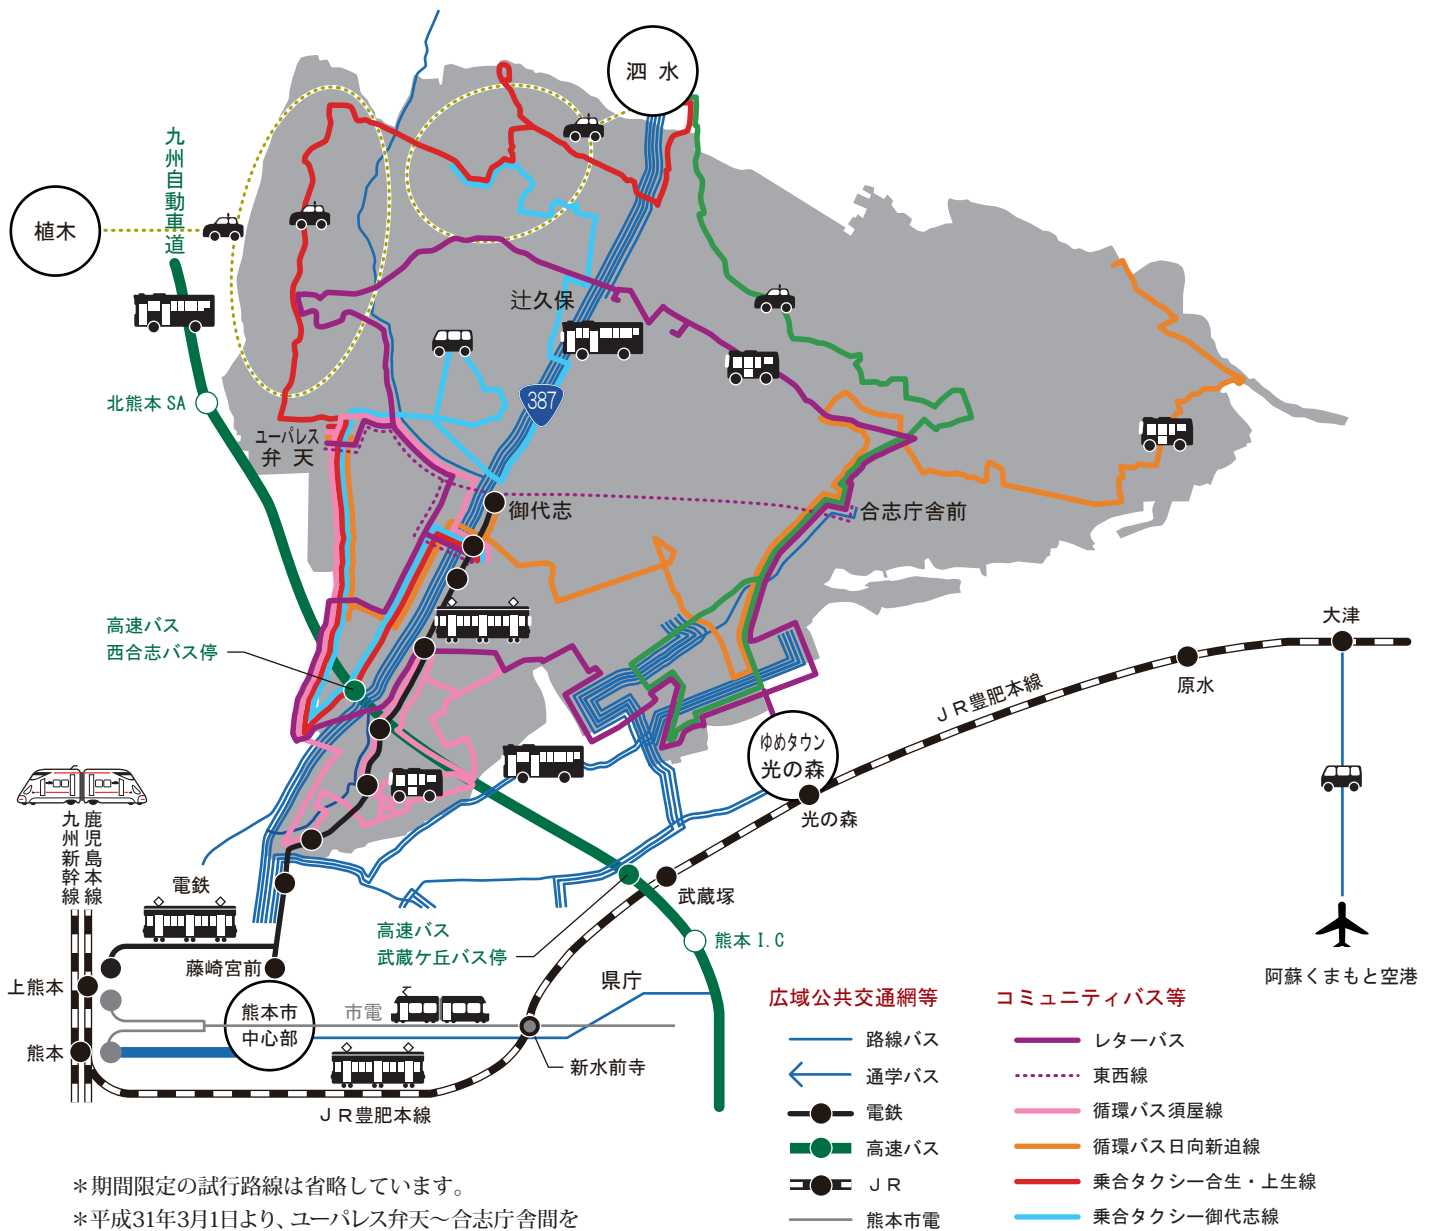 泗水
九州自動車道
植木
辻久保
387
北熊本SA
ユーパレス
弁天
御代志
合志庁舎前
高速バス
西合志バス停
大津
原水
JR豊肥本線
ゆめタウン
光の森
光の森
鹿児島本線
九州新幹線
電鉄
武蔵塚
高速バス
武蔵ケ丘バス停
熊本I.C
藤崎宮前
県庁
阿蘇くまもと空港
上熊本
熊本市
中心部
市電
熊本
新水前寺
JR豊肥本線
広域公共交通網等
路線バス
通学バス
電鉄
高速バス
JR
熊本市電
コミュニティバス等
レターバス
東西線
循環バス須屋線
循環バス日向新迫線
乗合タクシー合生・上生線
乗合タクシー御代志線
＊期間限定の試行路線は省略しています。
＊平成31年3月1日より、ユーパレス弁天～合志庁舎間を